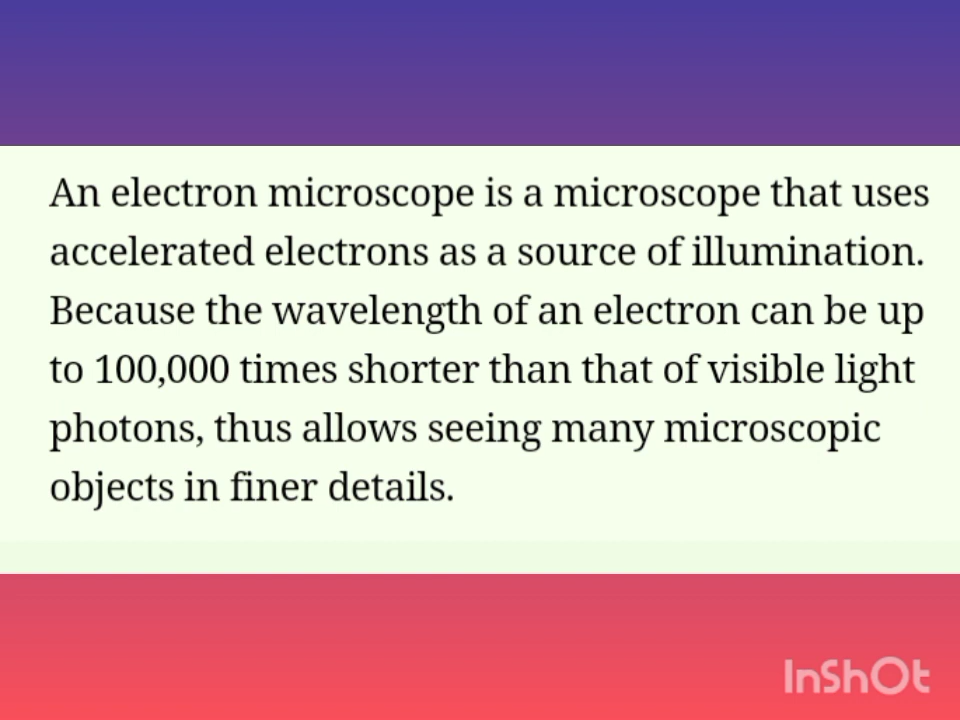 An electron microscope is a microscope that uses
accelerated electrons as a source of illumination.
Because the wavelength of an electron can be up
to 100,000 times shorter than that of visible light
photons, thus allows seeing many microscopic
objects in finer details.
InShOt